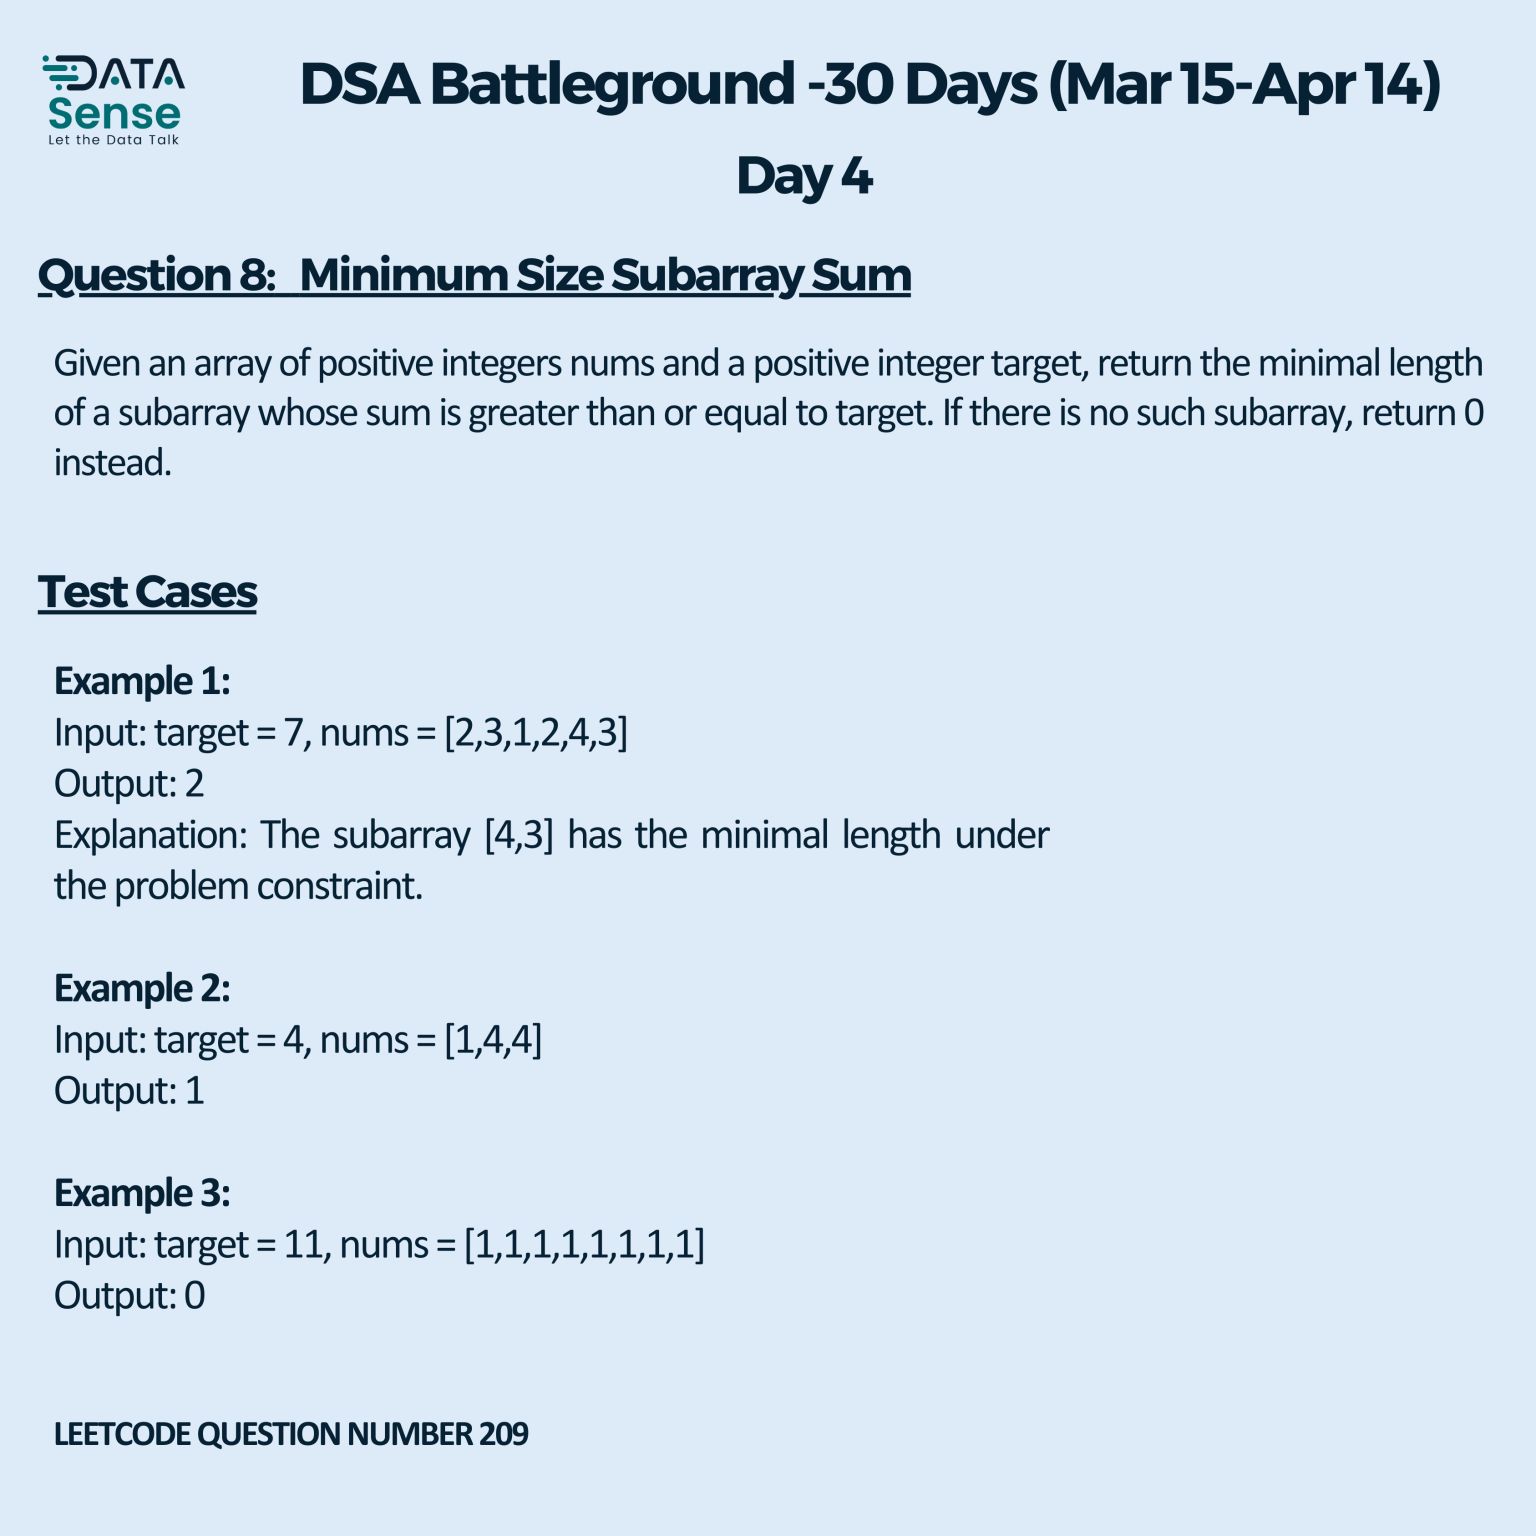 DATA
Sense
Let the Data Talk
DSA Battleground -30 Days (Mar 15-Apr 14)
Day 4
Question 8: Minimum Size Subarray Sum
Given an array of positive integers nums and a positive integer target, return the minimal length
of a subarray whose sum is greater than or equal to target. If there is no such subarray, return 0
instead.
Test Cases
Example 1:
Input: target = 7, nums = [2,3,1,2,4,3]
Output: 2
Explanation: The subarray [4,3] has the minimal length under
the problem constraint.
Example 2:
Input: target = 4, nums = [1,4,4]
Output: 1
Example 3:
Input: target = 11, nums = [1,1,1,1,1,1,1,1]
Output: 0
LEETCODE QUESTION NUMBER 209